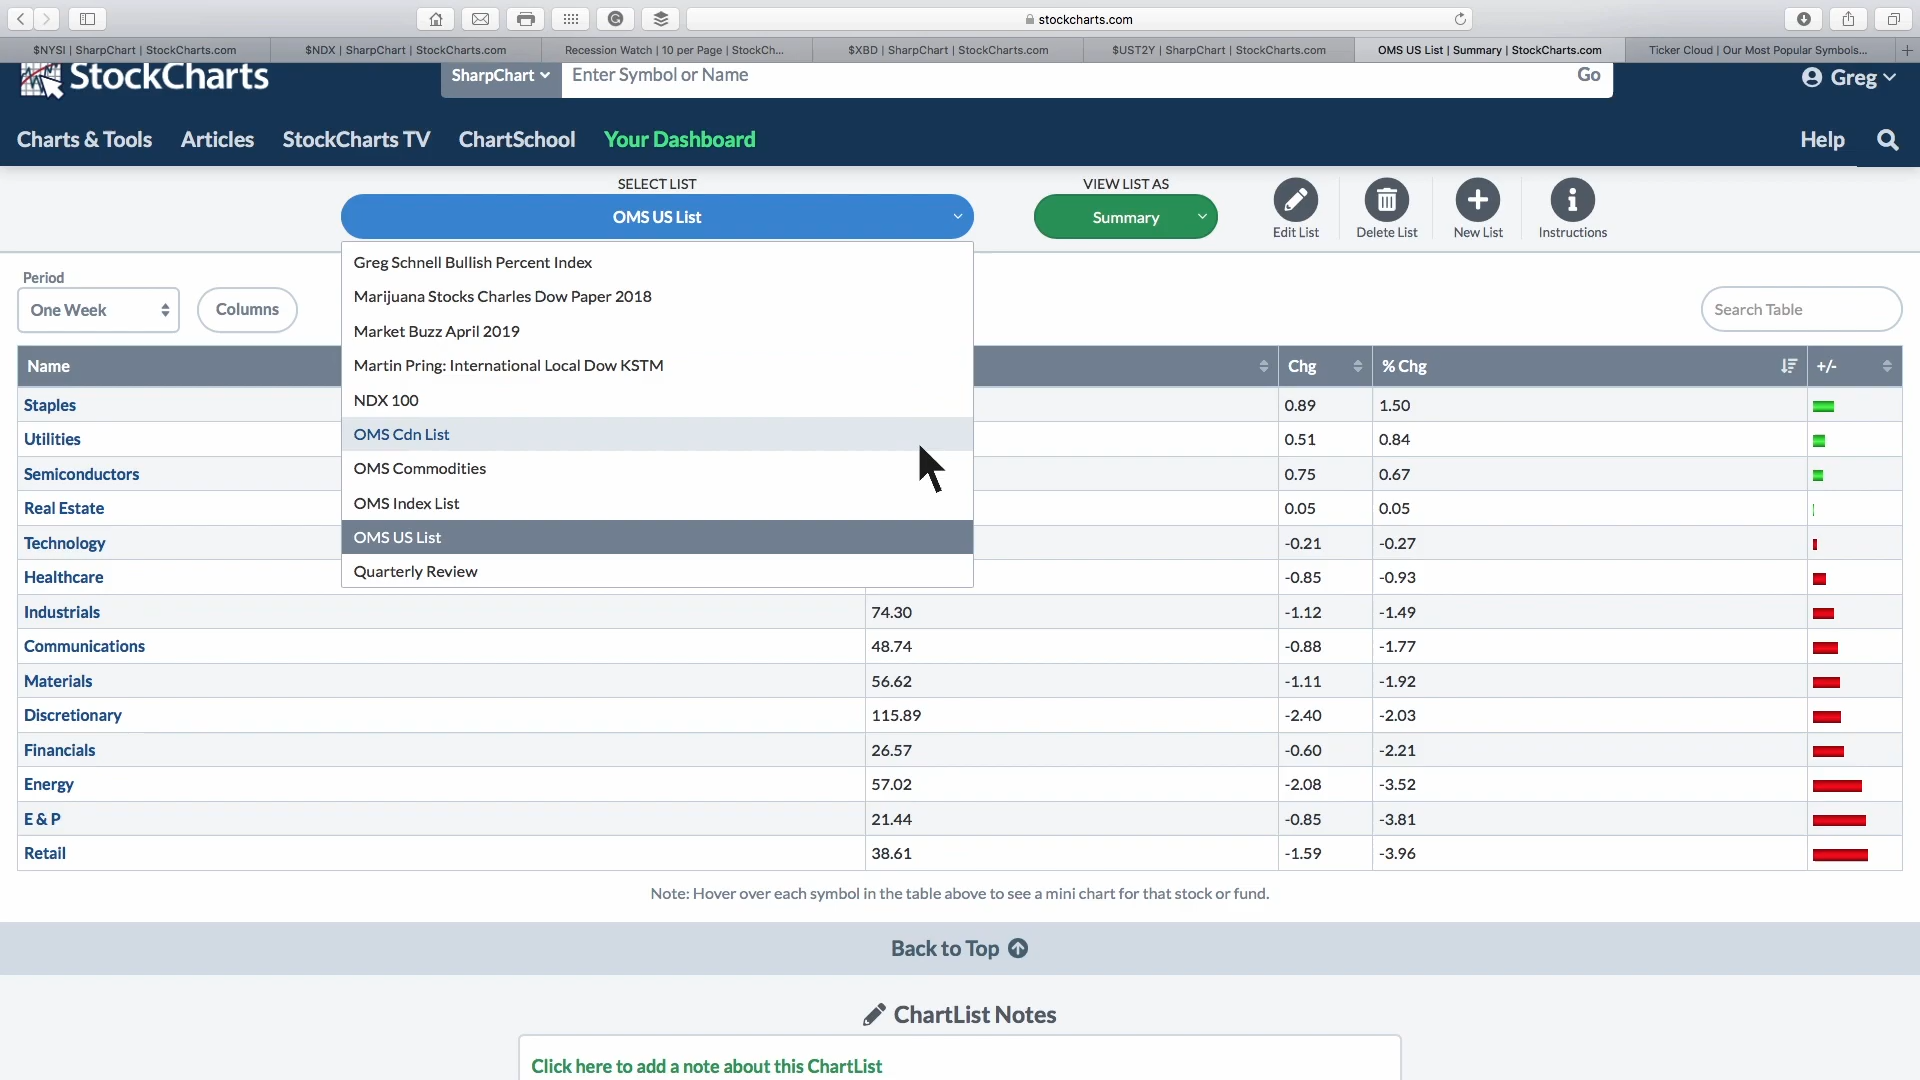 stockcharts.com
$NYSI | SharpChart | StockCharts.com
$NDX | SharpChart | StockCharts.com
Recession Watch | 10 per Page | StockCh...
$XBD | SharpChart | StockCharts.com
$UST2Y | SharpChart | StockCharts.com
OMS US List | Summary | StockCharts.com
Ticker Cloud | Our Most Popular Symbols...
StockCharts
SharpChart
Enter Symbol or Name
Go
Greg
Charts & Tools
Articles
StockCharts TV
ChartSchool
Your Dashboard
Help
SELECT LIST
VIEW LIST AS
OMS US List
Summary
Edit List
Delete List
New List
Instructions
Greg Schnell Bullish Percent Index
Marijuana Stocks Charles Dow Paper 2018
Market Buzz April 2019
Martin Pring: International Local Dow KSTM
NDX 100
OMS Cdn List
OMS Commodities
OMS Index List
OMS US List
Quarterly Review
Period
One Week
Columns
Search Table
Name Chg % Chg +/-
Staples 0.89 1.50
Utilities 0.51 0.84
Semiconductors 0.75 0.67
Real Estate 0.05 0.05
Technology -0.21 -0.27
Healthcare -0.85 -0.93
Industrials 74.30 -1.12 -1.49
Communications 48.74 -0.88 -1.77
Materials 56.62 -1.11 -1.92
Discretionary 115.89 -2.40 -2.03
Financials 26.57 -0.60 -2.21
Energy 57.02 -2.08 -3.52
E & P 21.44 -0.85 -3.81
Retail 38.61 -1.59 -3.96
Note: Hover over each symbol in the table above to see a mini chart for that stock or fund.
Back to Top
ChartList Notes
Click here to add a note about this ChartList